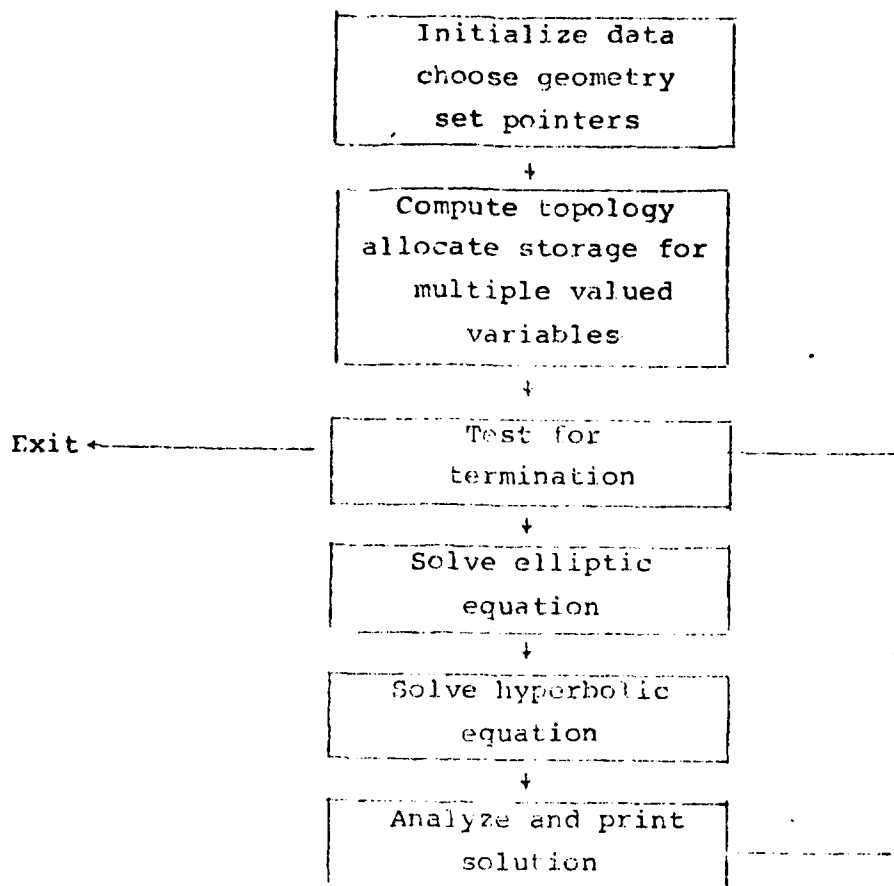 Initialize data
choose geometry
set pointers
Compute topology
allocate storage for
multiple valued
variables
Exit
Test for
termination
Solve elliptic
equation
Solve hyperbolic
equation
Analyze and print
solution